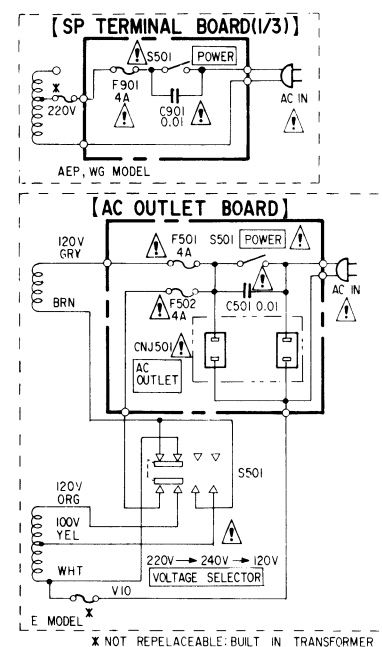 【SP TERMINAL BOARD(1/3)】
S501
POWER
※
220V
F901
4A
C901
0.01
AC IN
AEP, WG MODEL
【AC OUTLET BOARD】
120V
GRY
F501
4A
S501
POWER
BRN
F502
4A
C501 0.01
AC IN
CNJ501
AC
OUTLET
S501
120V
ORG
100V
YEL
220V → 240V → 120V
VOLTAGE SELECTOR
WHT
V10
※
E MODEL
※ NOT REPELACEABLE: BUILT IN TRANSFORMER